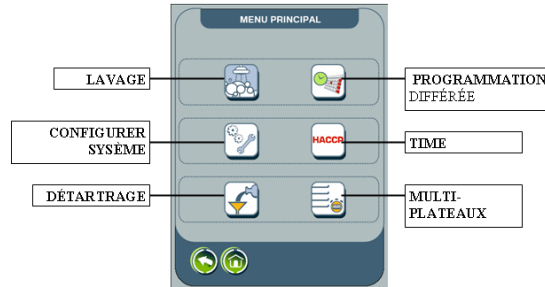 MENU PRINCIPAL
LAVAGE
PROGRAMMATION
DIFFÉRÉE
CONFIGURER
SYSÈME
HACCP
TIME
DÉTARTRAGE
MULTI-
PLATEAUX